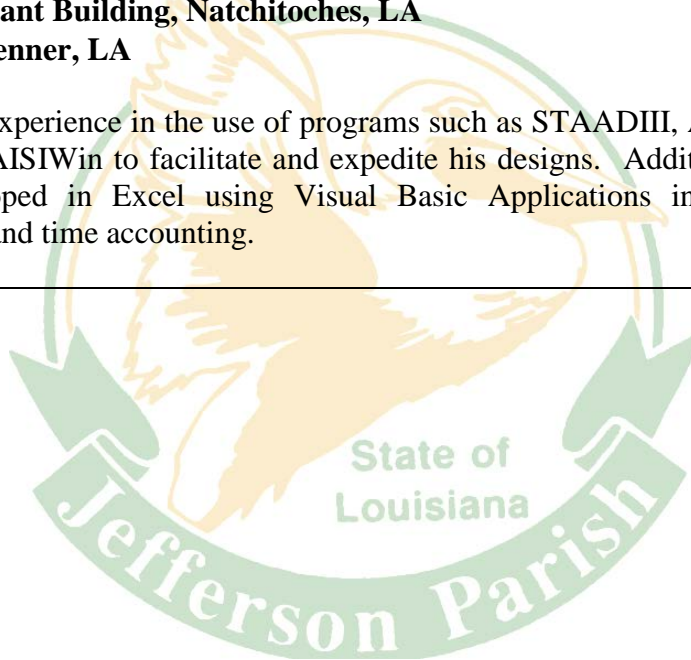 ant Building, Natchitoches, LA
enner, LA
xperience in the use of programs such as STAADIII,
AISIWin to facilitate and expedite his designs. Addit
ped in Excel using Visual Basic Applications in
and time accounting.
State of
Louisiana
Jefferson Parish